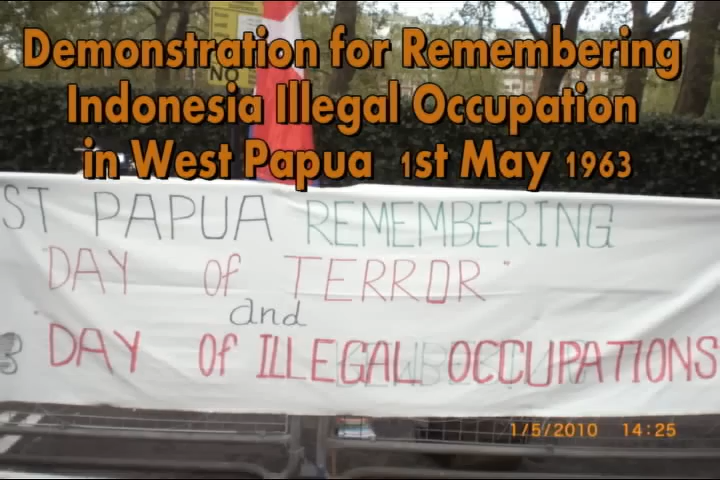 Demonstration for Remembering
Indonesia Illegal Occupation
in West Papua 1st May 1963
NO
ST PAPUA REMEMBERING
DAY Of TERROR"
and
3 DAY Of ILLEGAL OCCUPATIONS
1/5/2010 14:25